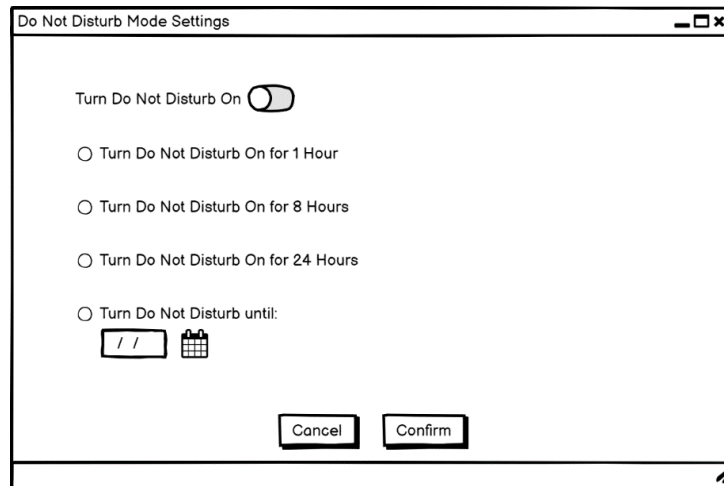 Do Not Disturb Mode Settings
Turn Do Not Disturb On
Turn Do Not Disturb On for 1 Hour
Turn Do Not Disturb On for 8 Hours
Turn Do Not Disturb On for 24 Hours
Turn Do Not Disturb until:
/ /
Cancel Confirm